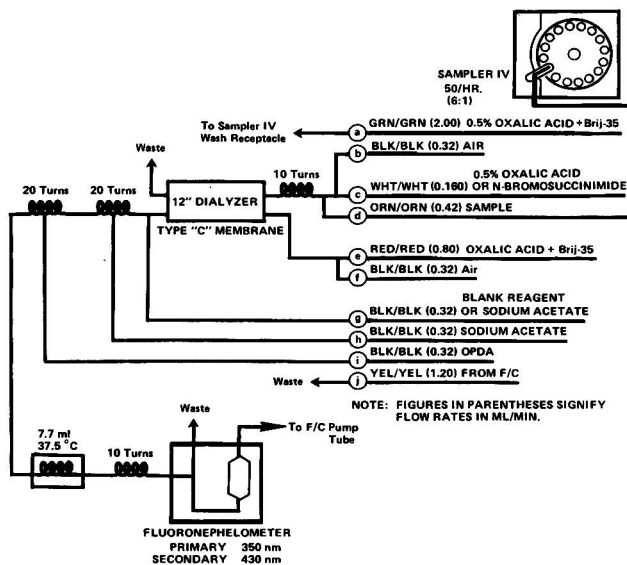 SAMPLER IV
50/HR.
(6:1)
To Sampler IV
Wash Receptacle
a GRN/GRN (2.00) 0.5% OXALIC ACID + Brij-35
b BLK/BLK (0.32) AIR
Waste
10 Turns
0.5% OXALIC ACID
c WHT/WHT (0.160) OR N-BROMOSUCCINIMIDE
d ORN/ORN (0.42) SAMPLE
20 Turns
20 Turns
12" DIALYZER
TYPE "C" MEMBRANE
e RED/RED (0.80) OXALIC ACID + Brij-35
f BLK/BLK (0.32) Air
BLANK REAGENT
g BLK/BLK (0.32) OR SODIUM ACETATE
h BLK/BLK (0.32) SODIUM ACETATE
i BLK/BLK (0.32) OPDA
Waste
j YEL/YEL (1.20) FROM F/C
NOTE: FIGURES IN PARENTHESES SIGNIFY
FLOW RATES IN ML/MIN.
7.7 ml
37.5 °C
10 Turns
Waste
To F/C Pump
Tube
FLUORONEPHELOMETER
PRIMARY 350 nm
SECONDARY 430 nm